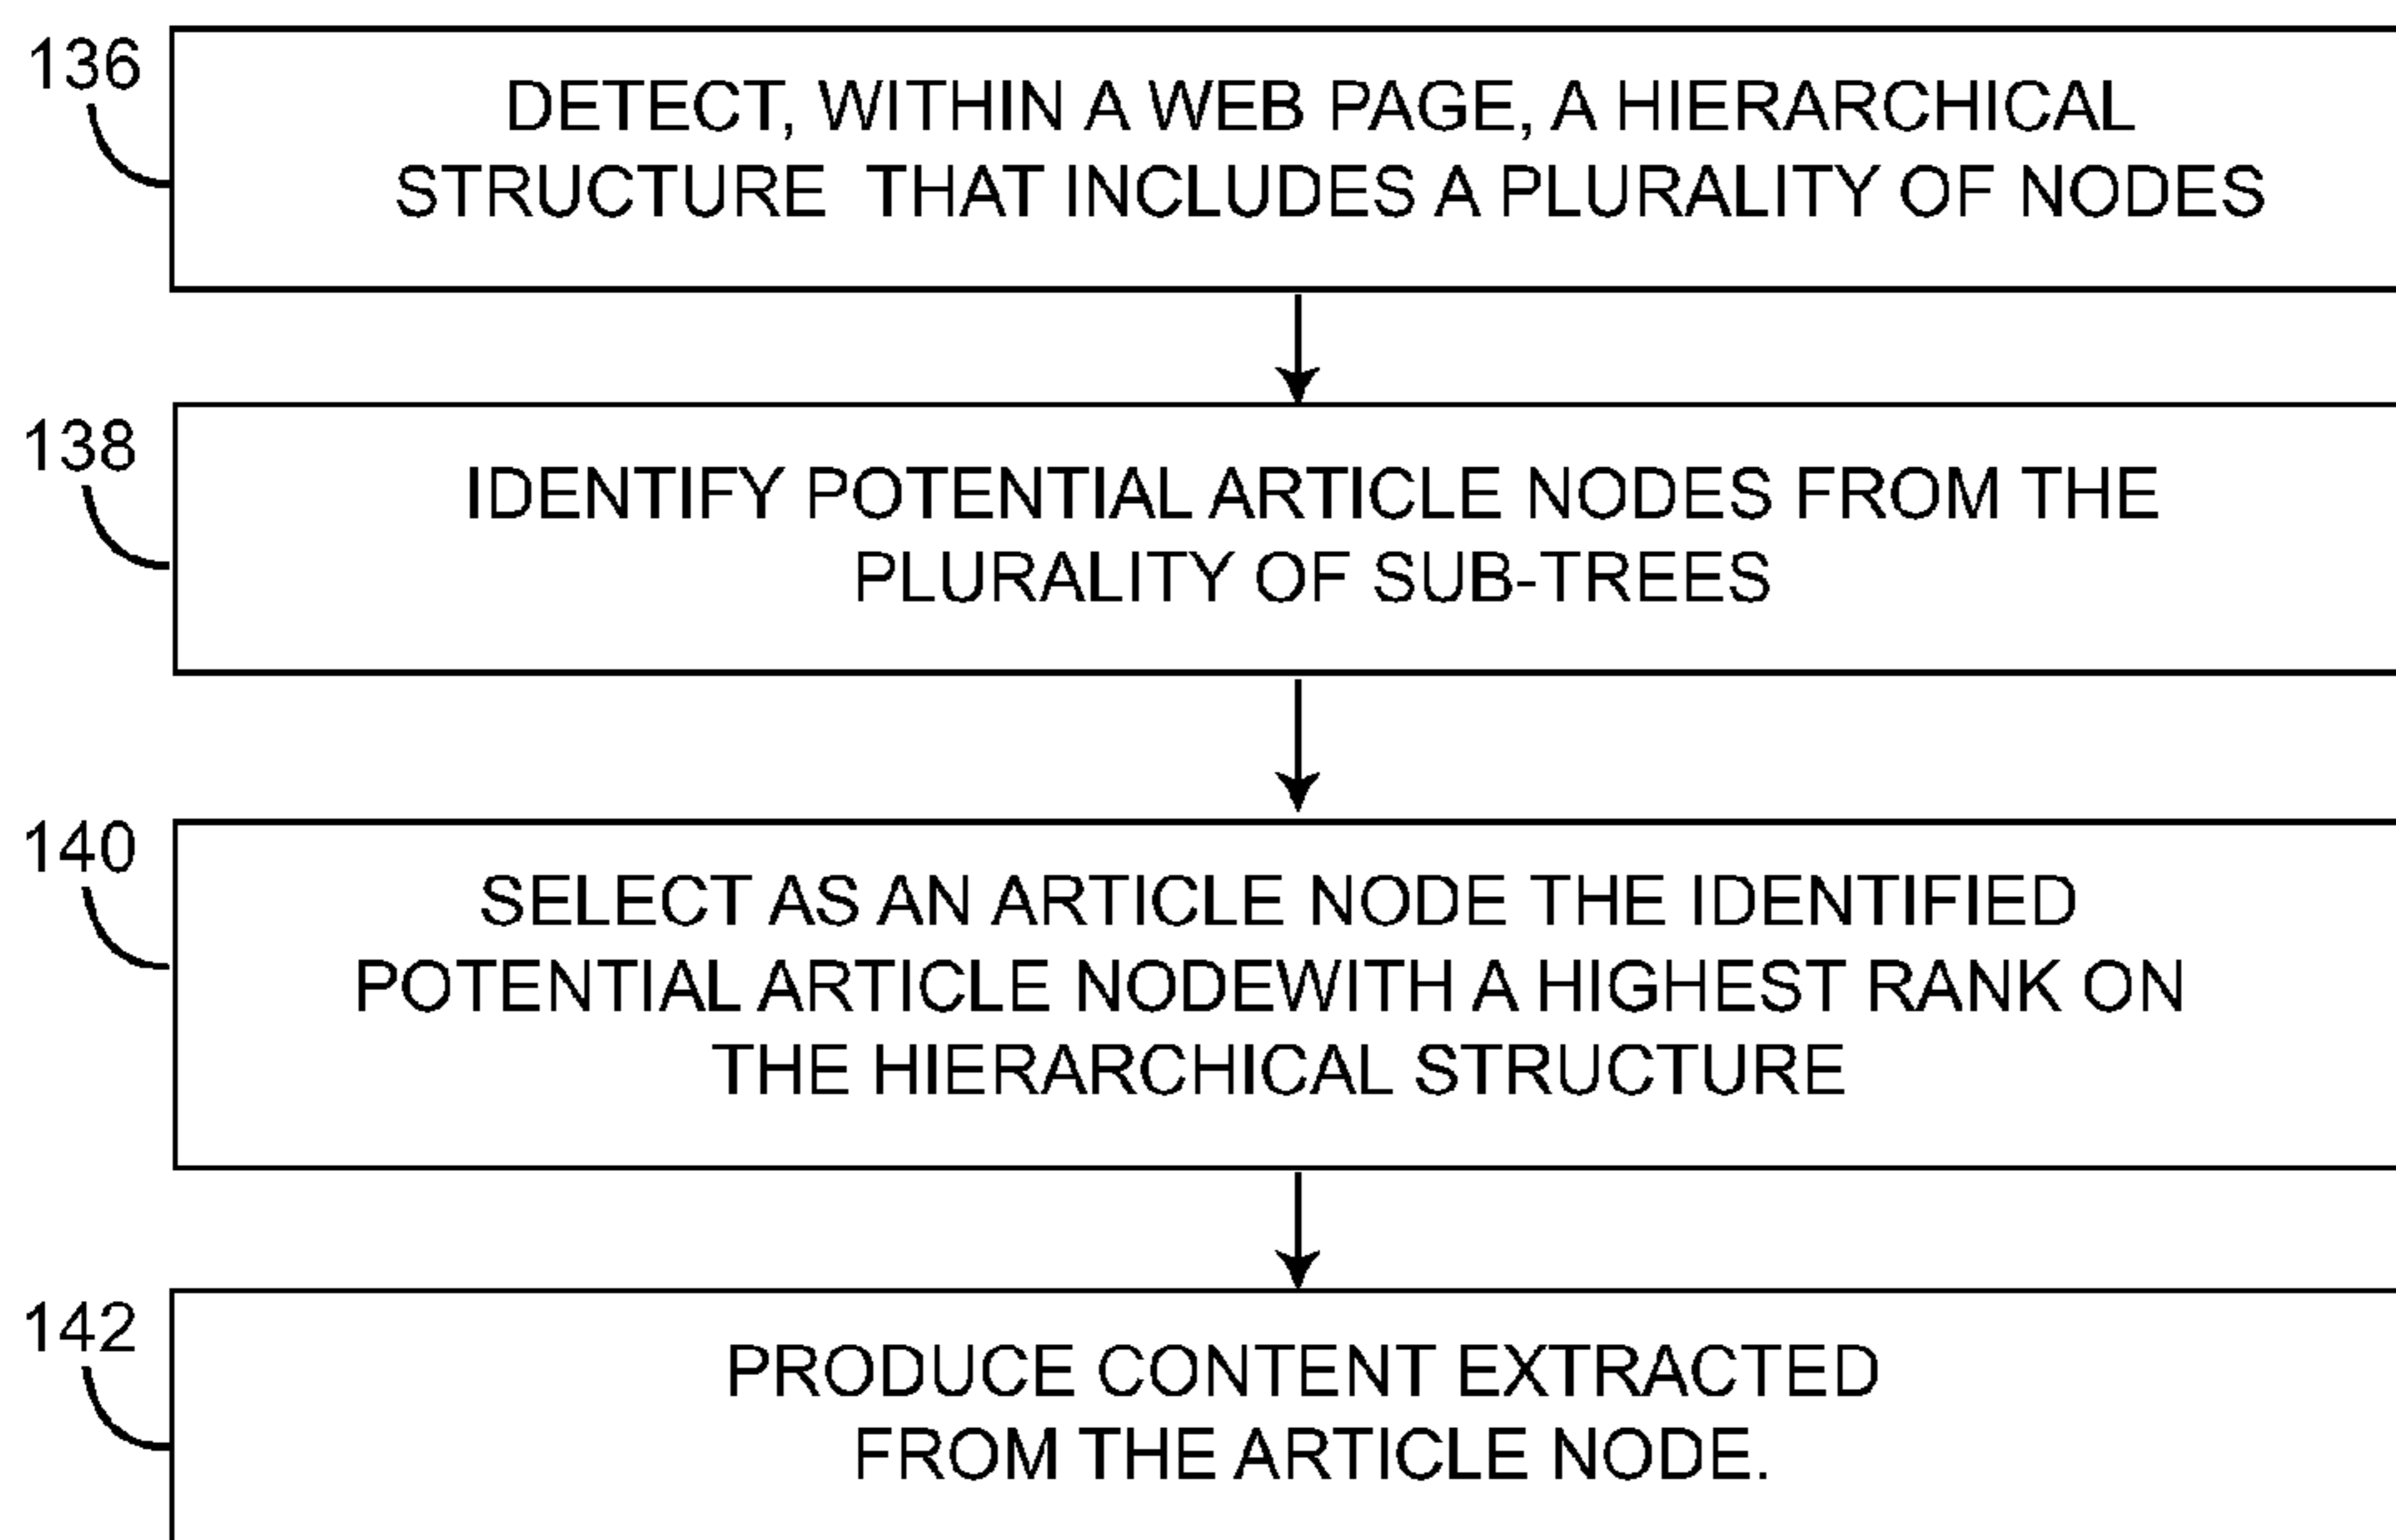 136
DETECT, WITHIN A WEB PAGE, A HIERARCHICAL
STRUCTURE THAT INCLUDES A PLURALITY OF NODES
138
IDENTIFY POTENTIAL ARTICLE NODES FROM THE
PLURALITY OF SUB-TREES
140
SELECT AS AN ARTICLE NODE THE IDENTIFIED
POTENTIAL ARTICLE NODEWITH A HIGHEST RANK ON
THE HIERARCHICAL STRUCTURE
142
PRODUCE CONTENT EXTRACTED
FROM THE ARTICLE NODE.